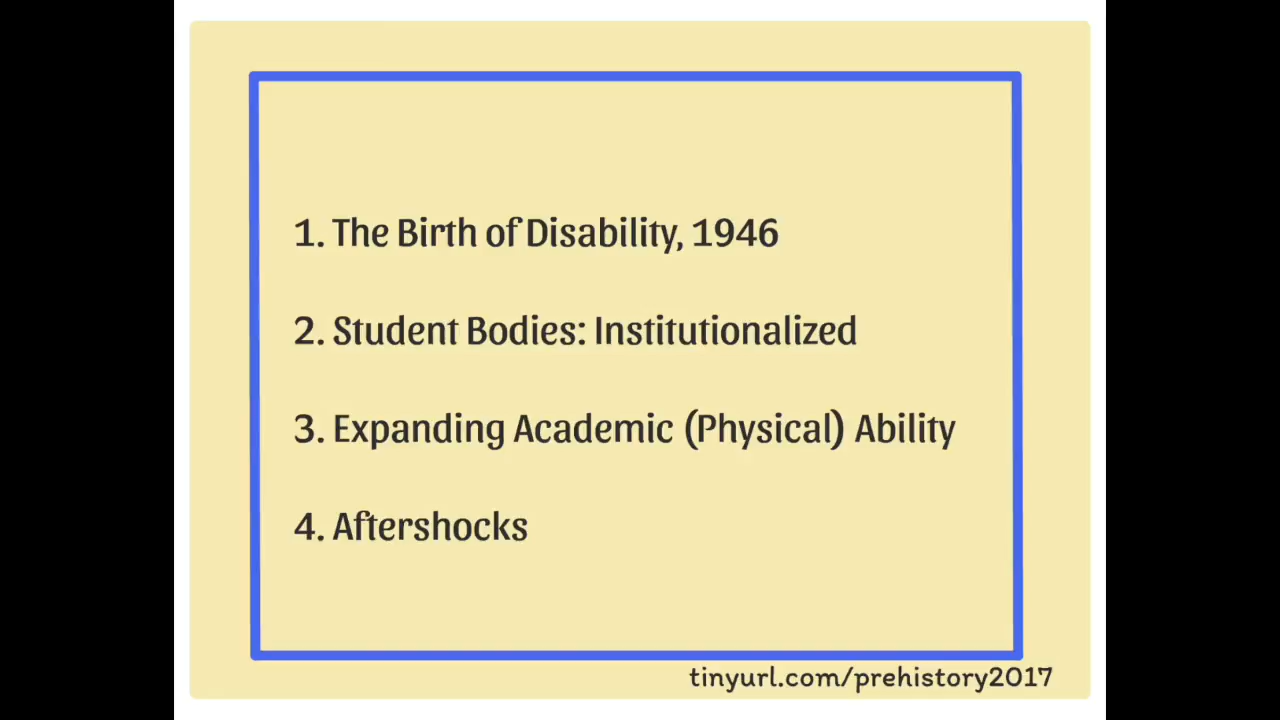 1. The Birth of Disability, 1946
2. Student Bodies: Institutionalized
3. Expanding Academic (Physical) Ability
4. Aftershocks
tinyurl.com/prehistory2017